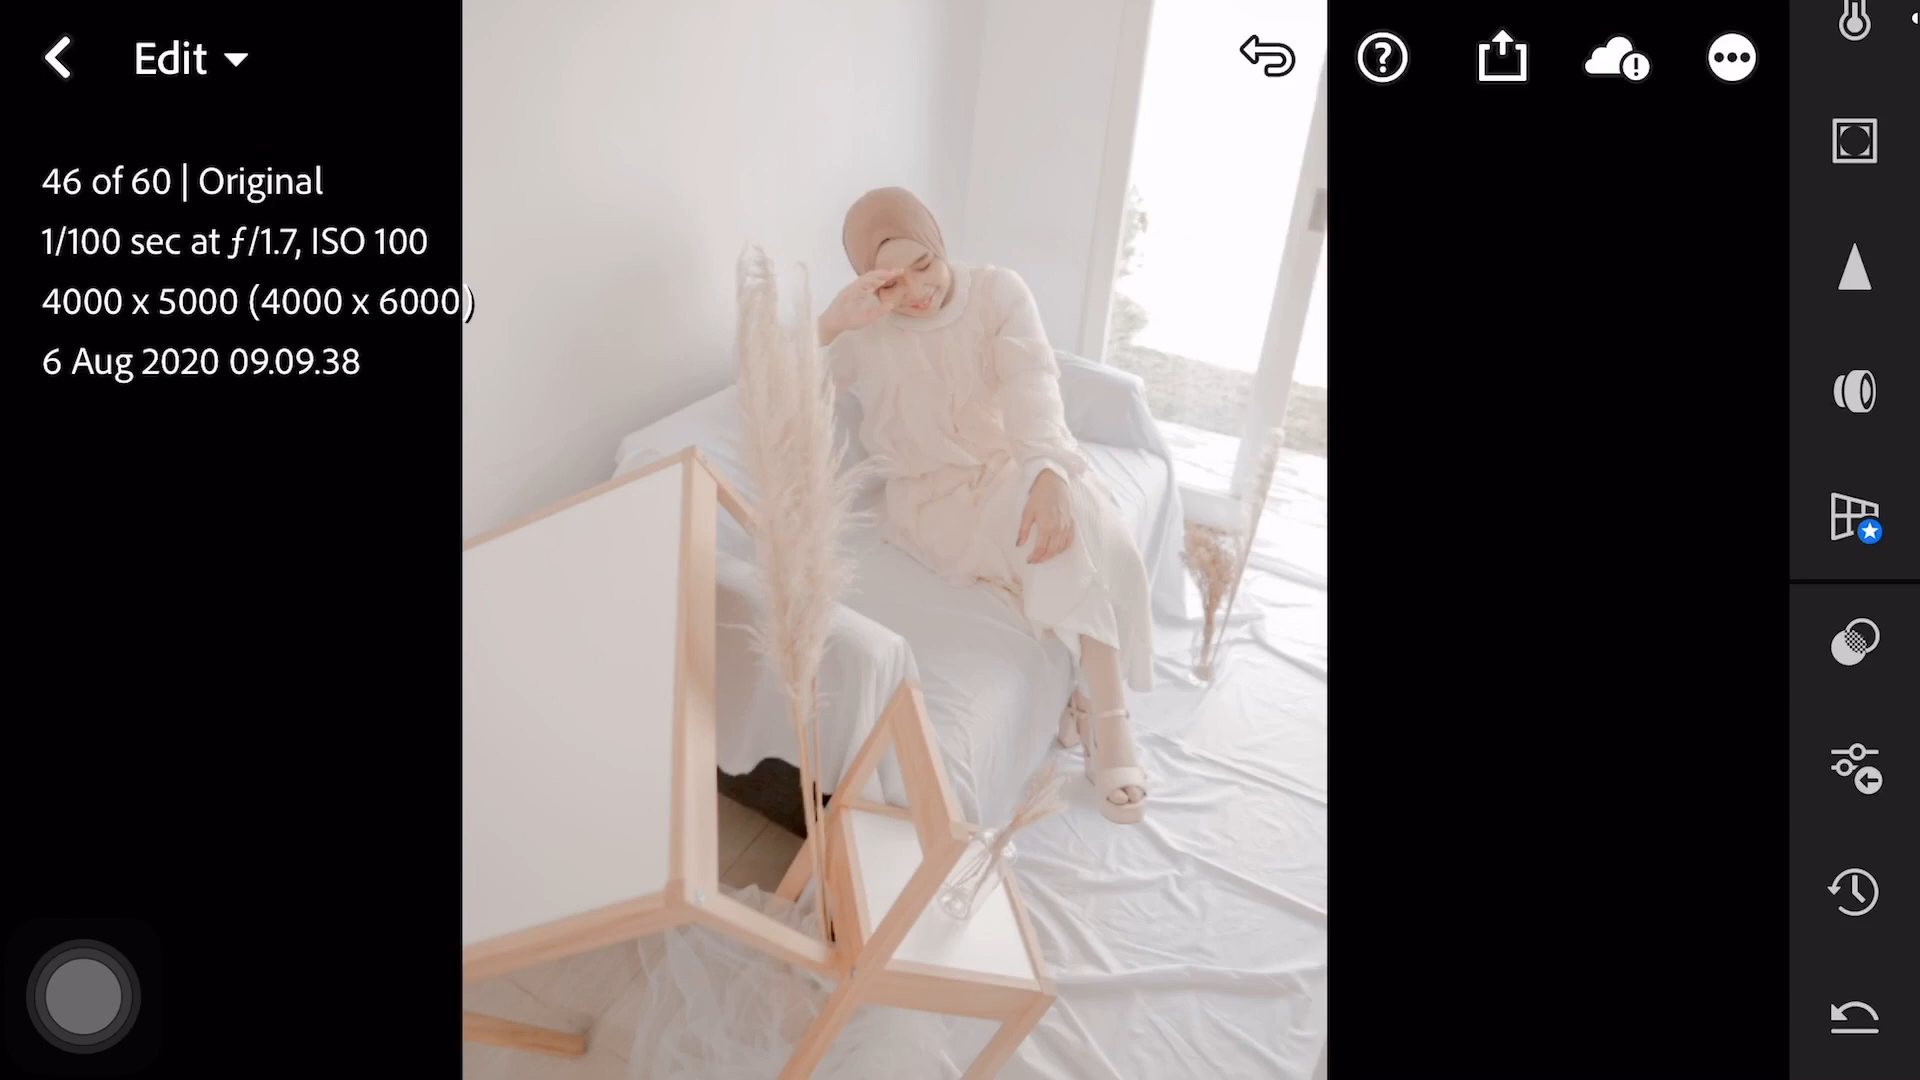 Edit
46 of 60 | Original
1/100 sec at ƒ/1.7, ISO 100
4000 x 5000 (4000 x 6000)
6 Aug 2020 09.09.38